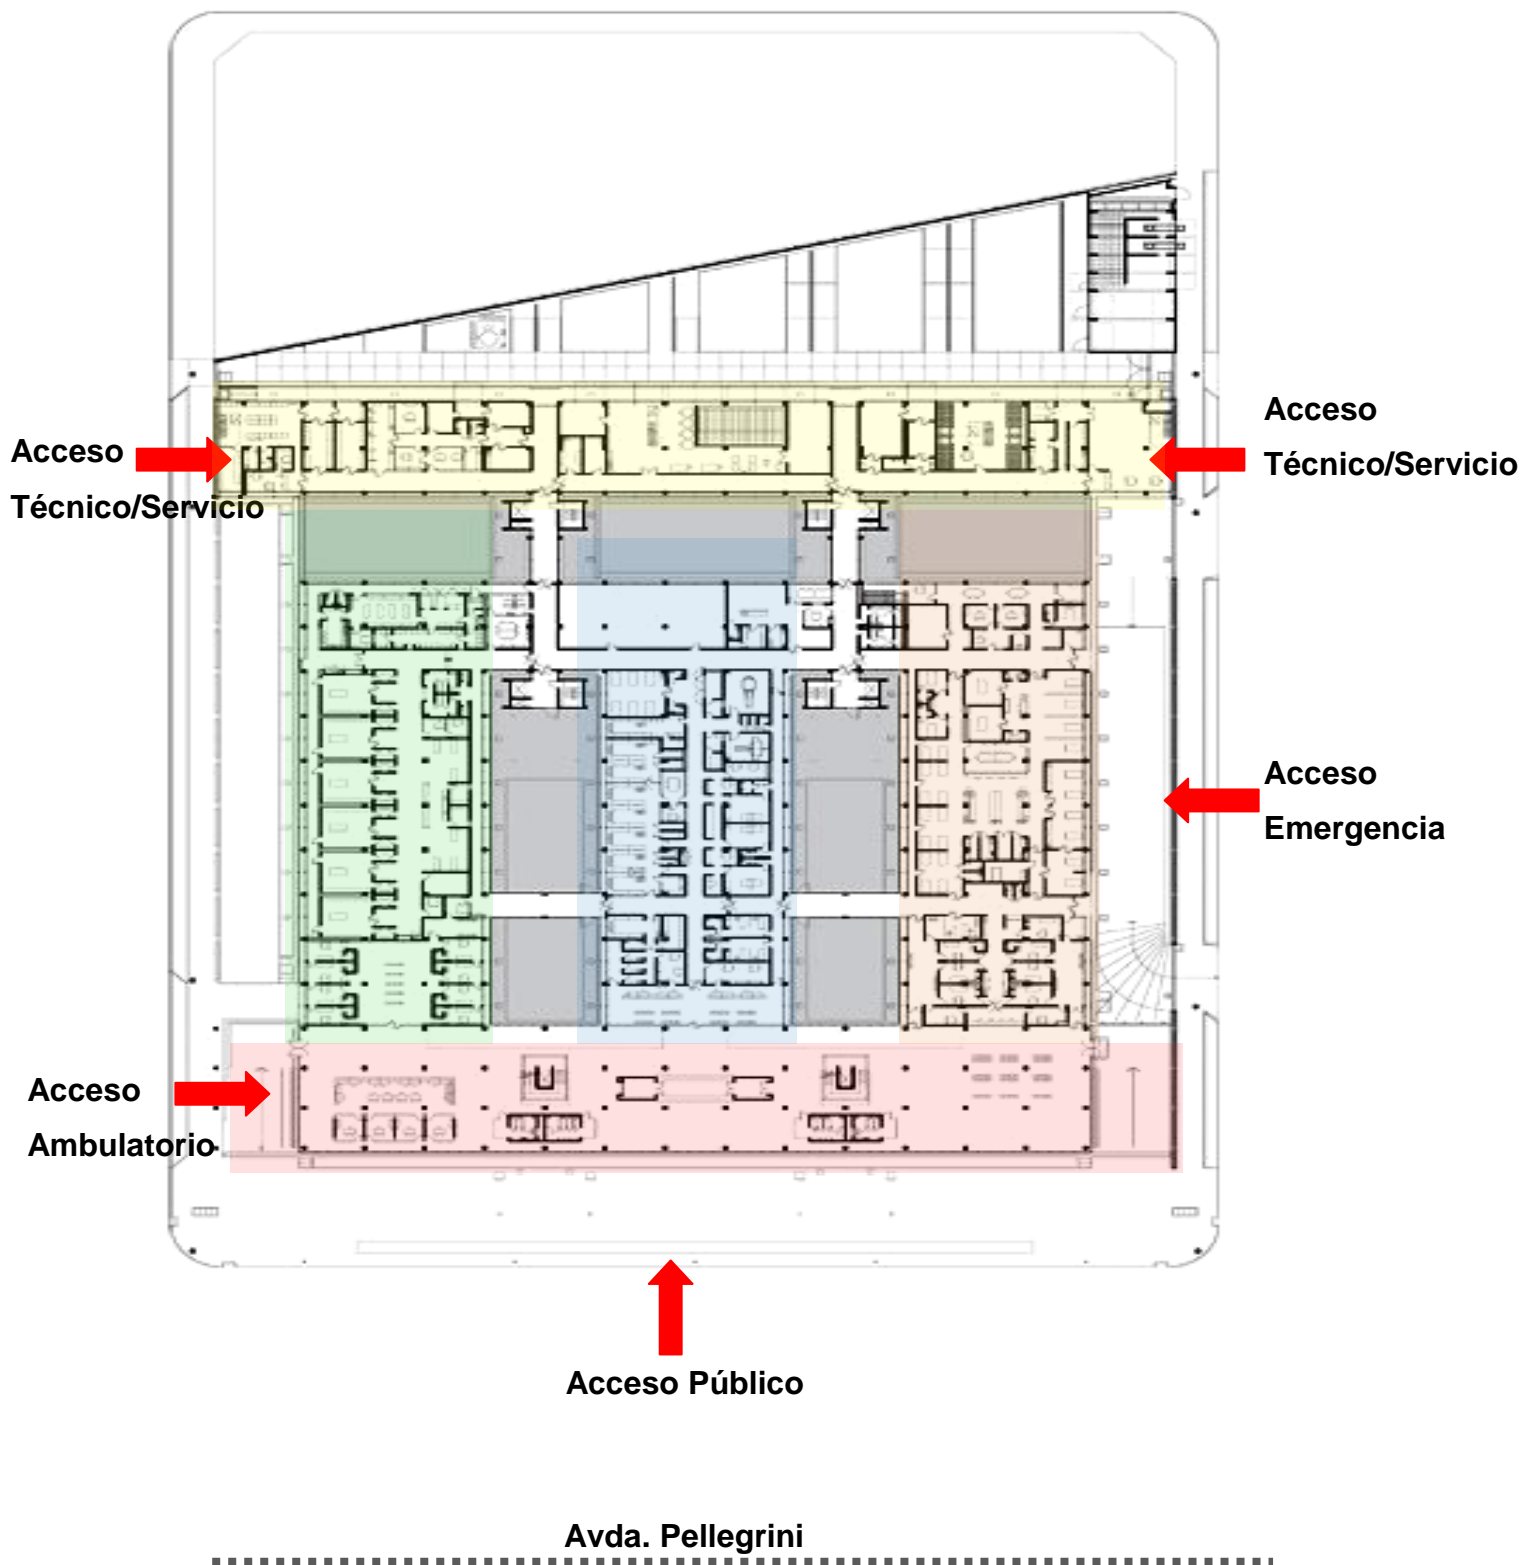 Acceso
Técnico/Servicio
Acceso
Técnico/Servicio
Acceso
Emergencia
Acceso
Ambulatorio
Acceso Público
Avda. Pellegrini